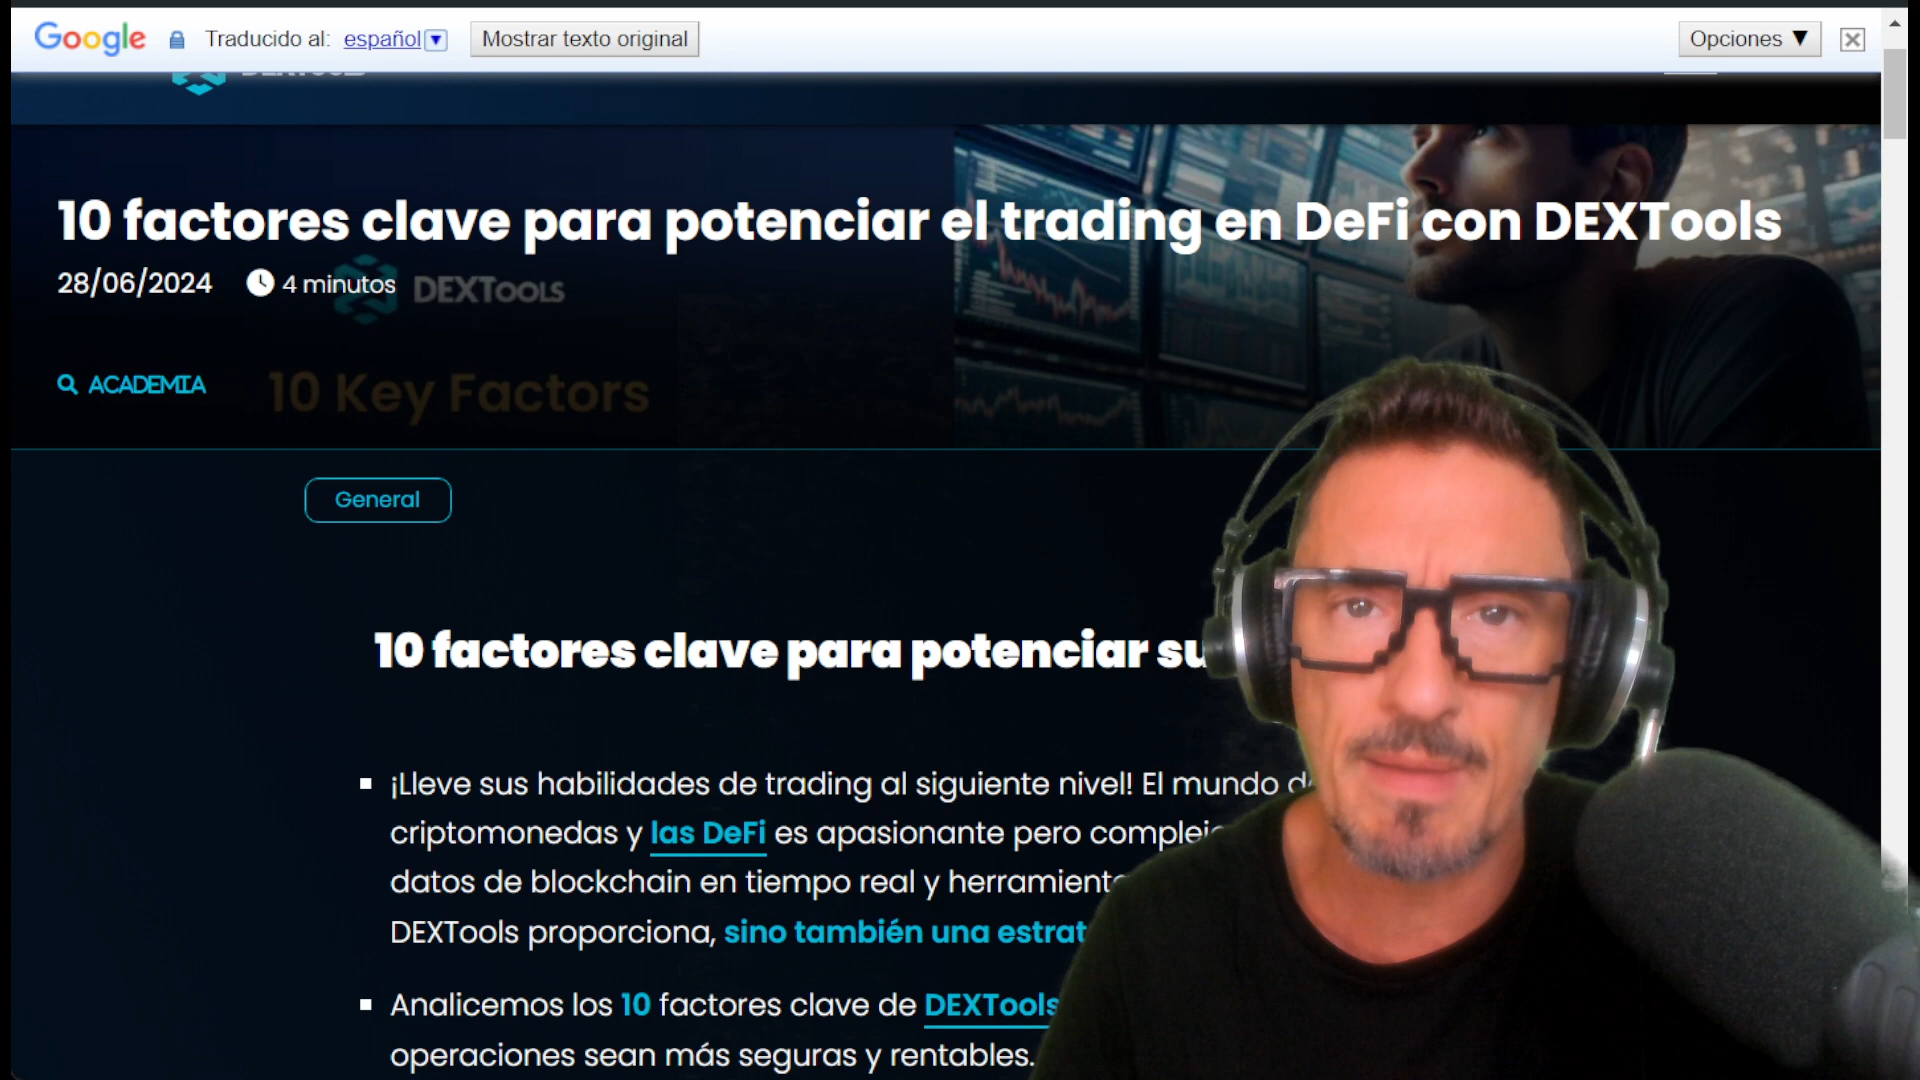 Google Traducido al: español Mostrar texto original Opciones ▼
10 factores clave para potenciar el trading en DeFi con DEXTools
28/06/2024 4 minutos
DEXTools
ACADEMIA
10 Key Factors
General
10 factores clave para potenciar su
¡Lleve sus habilidades de trading al siguiente nivel! El mundo
criptomonedas y las DeFi es apasionante pero
datos de blockchain en tiempo real y
DEXTools proporciona, sino también una
Analicemos los 10 factores clave de DEXTools
operaciones sean más seguras y rentables.